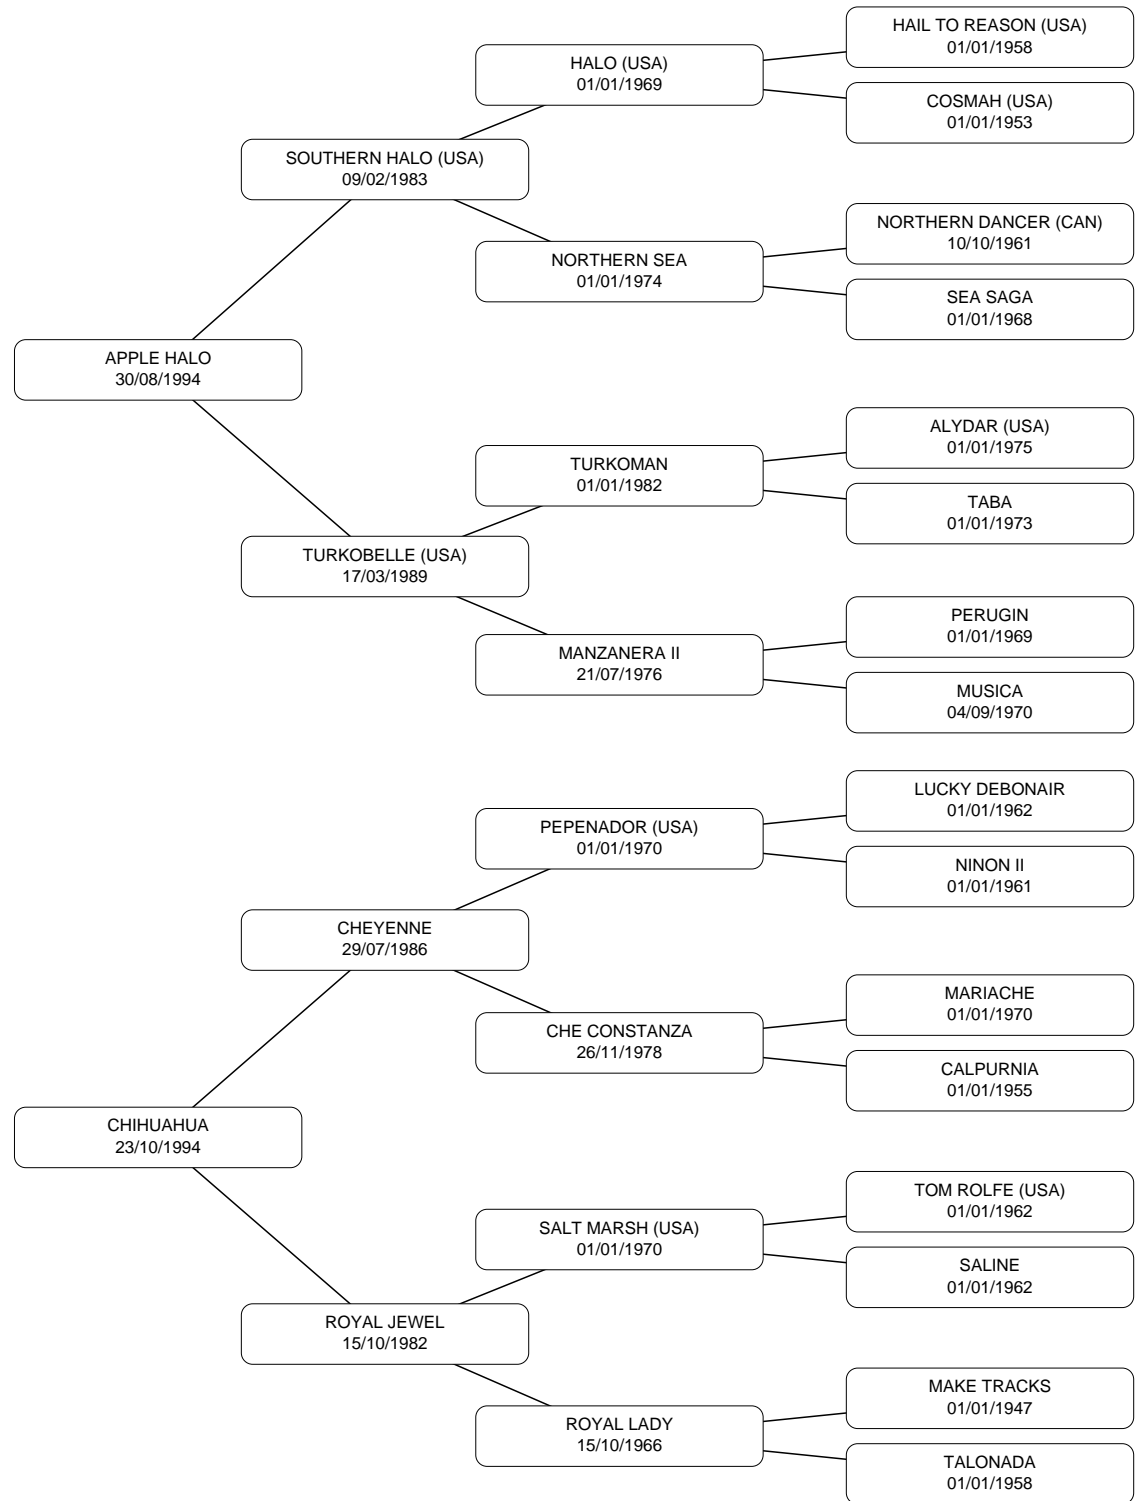 HAIL TO REASON (USA)
01/01/1958
HALO (USA)
01/01/1969
COSMAH (USA)
01/01/1953
SOUTHERN HALO (USA)
09/02/1983
NORTHERN DANCER (CAN)
10/10/1961
NORTHERN SEA
01/01/1974
SEA SAGA
01/01/1968
APPLE HALO
30/08/1994
ALYDAR (USA)
01/01/1975
TURKOMAN
01/01/1982
TABA
01/01/1973
TURKOBELLE (USA)
17/03/1989
PERUGIN
01/01/1969
MANZANERA II
21/07/1976
MUSICA
04/09/1970
LUCKY DEBONAIR
01/01/1962
PEPENADOR (USA)
01/01/1970
NINON II
01/01/1961
CHEYENNE
29/07/1986
MARIACHE
01/01/1970
CHE CONSTANZA
26/11/1978
CALPURNIA
01/01/1955
CHIHUAHUA
23/10/1994
TOM ROLFE (USA)
01/01/1962
SALT MARSH (USA)
01/01/1970
SALINE
01/01/1962
ROYAL JEWEL
15/10/1982
MAKE TRACKS
01/01/1947
ROYAL LADY
15/10/1966
TALONADA
01/01/1958